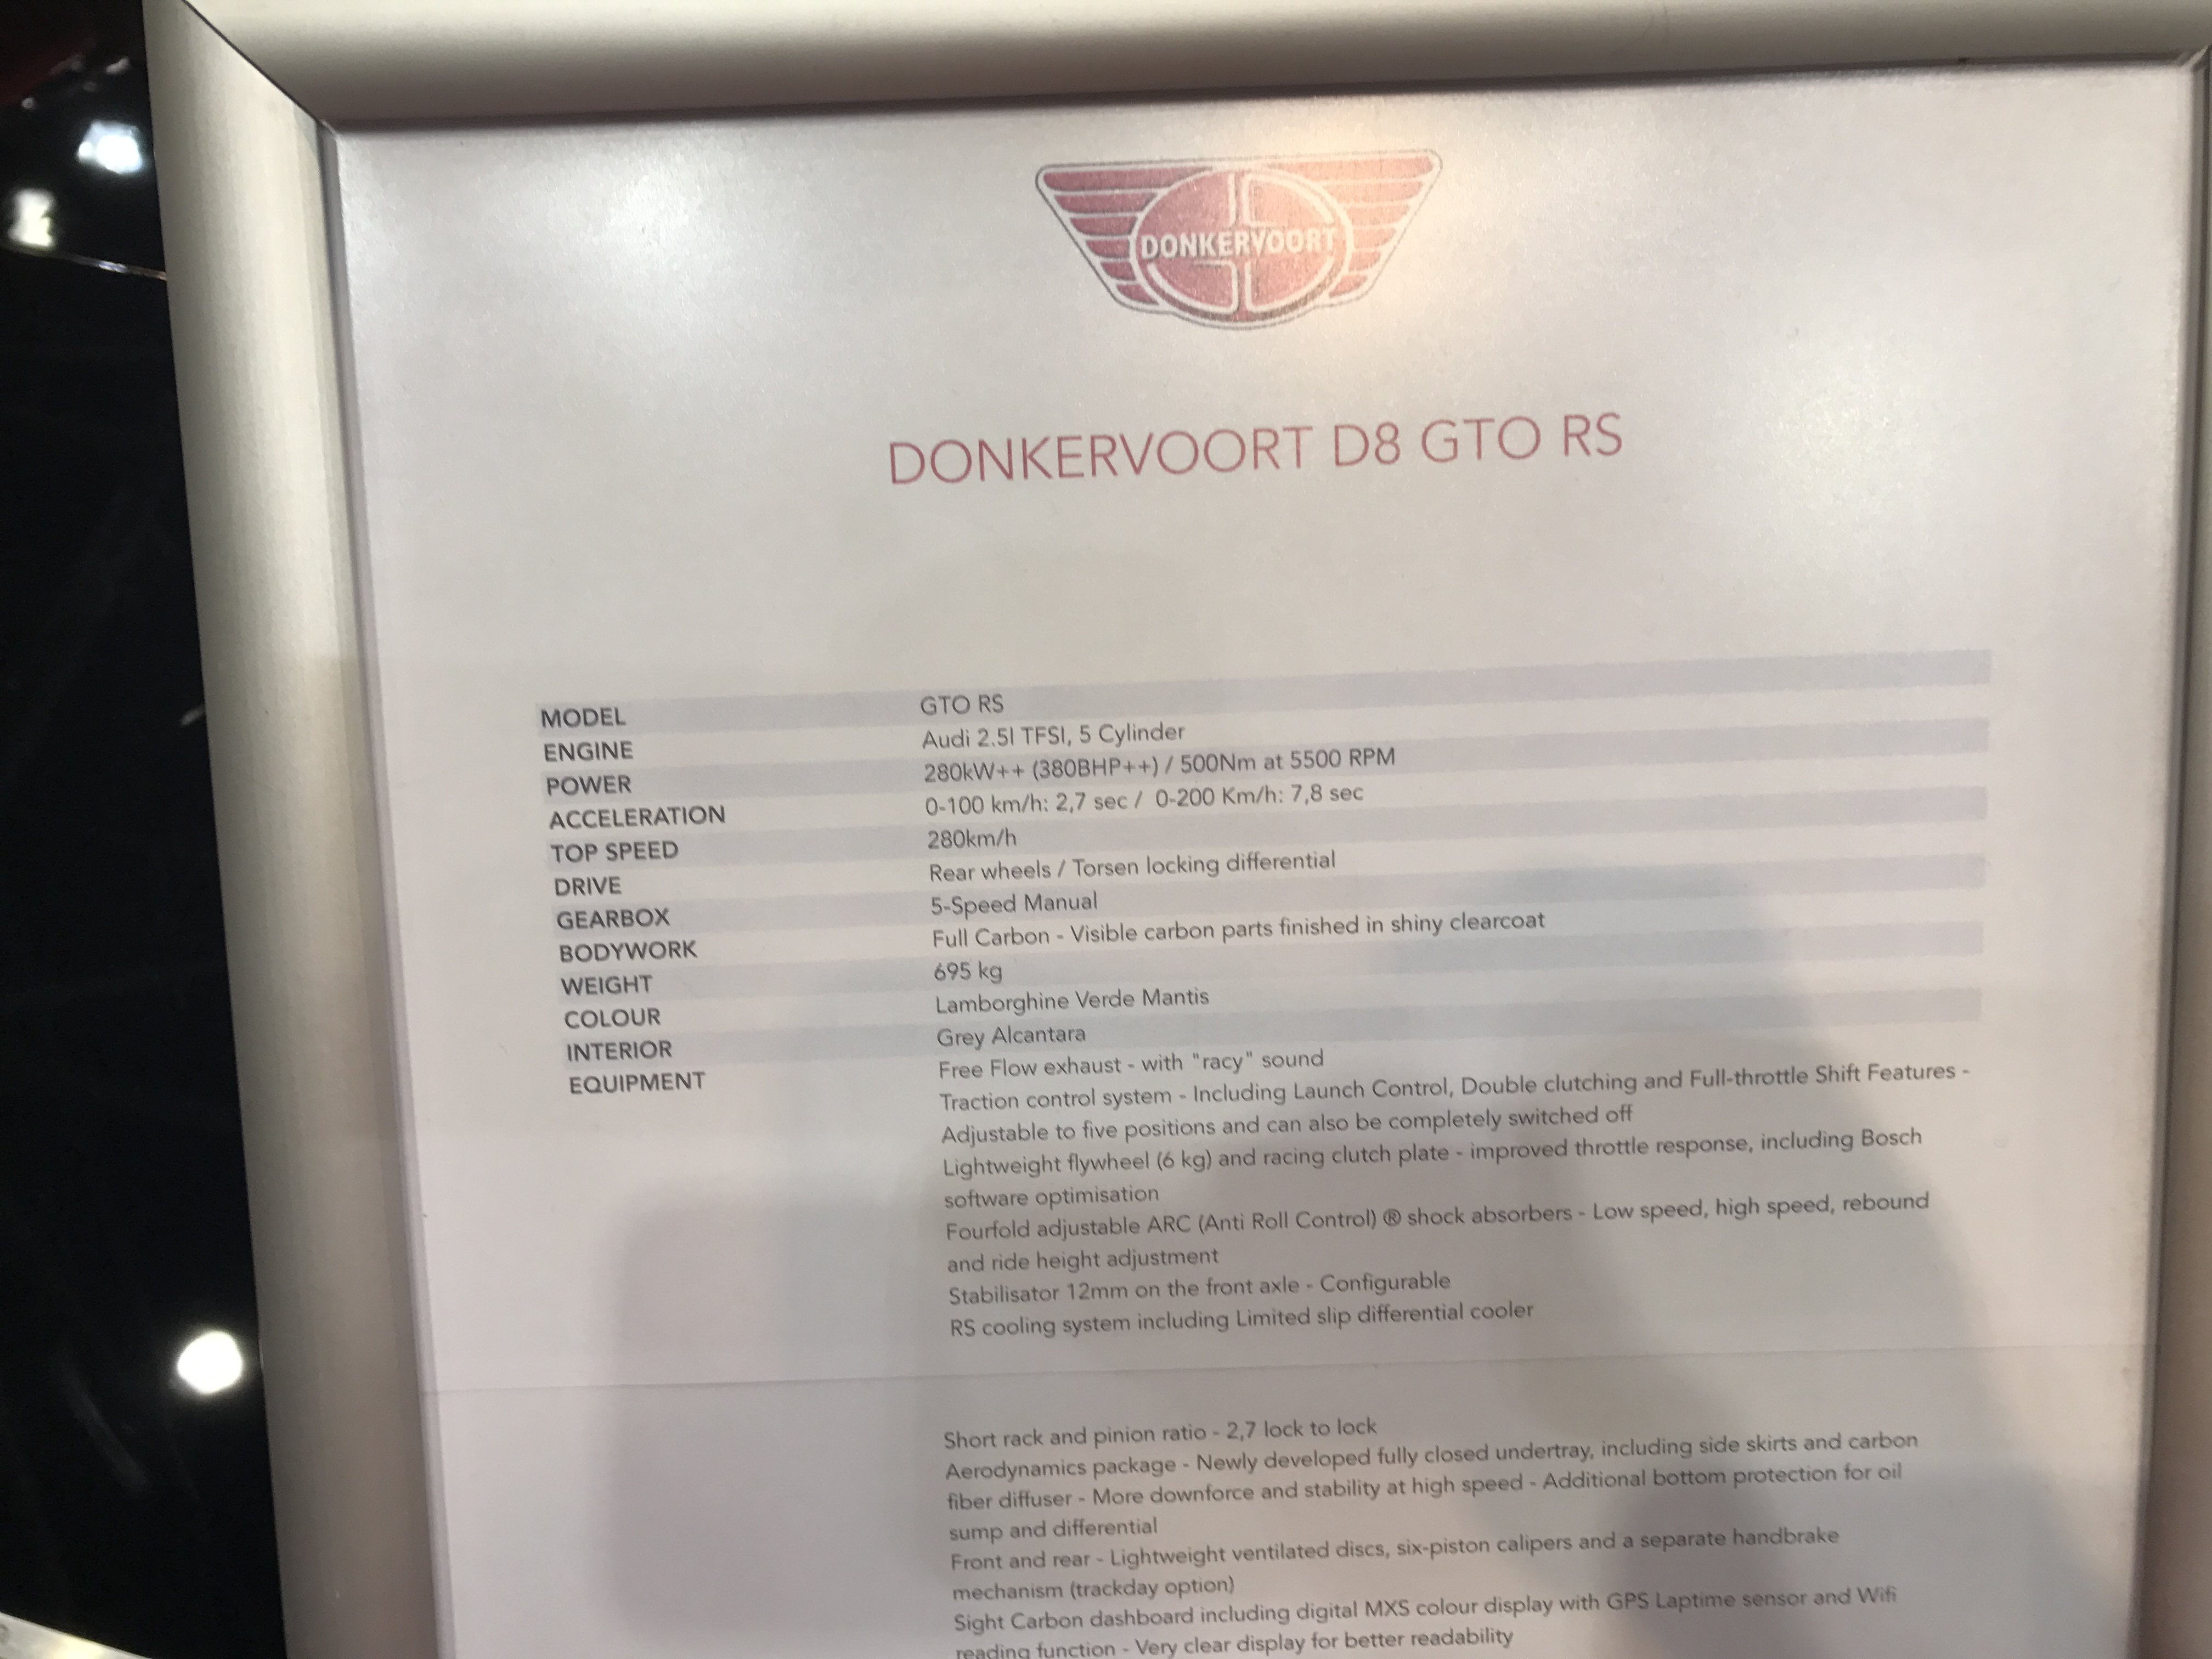 DONKERVOORT
DONKERVOORT D8 GTO RS
MODEL GTO RS
ENGINE Audi 2.5l TFSI, 5 Cylinder
POWER 280kW++ (380BHP++) / 500Nm at 5500 RPM
ACCELERATION 0-100 km/h: 2,7 sec / 0-200 Km/h: 7,8 sec
TOP SPEED 280km/h
DRIVE Rear wheels / Torsen locking differential
GEARBOX 5-Speed Manual
BODYWORK Full Carbon - Visible carbon parts finished in shiny clearcoat
WEIGHT 695 kg
COLOUR Lamborghine Verde Mantis
INTERIOR Grey Alcantara
EQUIPMENT Free Flow exhaust - with "racy" sound
Traction control system - Including Launch Control, Double clutching and Full-throttle Shift Features -
Adjustable to five positions and can also be completely switched off
Lightweight flywheel (6 kg) and racing clutch plate - improved throttle response, including Bosch
software optimisation
Fourfold adjustable ARC (Anti Roll Control) ® shock absorbers - Low speed, high speed, rebound
and ride height adjustment
Stabilisator 12mm on the front axle - Configurable
RS cooling system including Limited slip differential cooler
Short rack and pinion ratio - 2,7 lock to lock
Aerodynamics package - Newly developed fully closed undertray, including side skirts and carbon
fiber diffuser - More downforce and stability at high speed - Additional bottom protection for oil
sump and differential
Front and rear - Lightweight ventilated discs, six-piston calipers and a separate handbrake
mechanism (trackday option)
Sight Carbon dashboard including digital MXS colour display with GPS Laptime sensor and Wifi
reading function - Very clear display for better readability